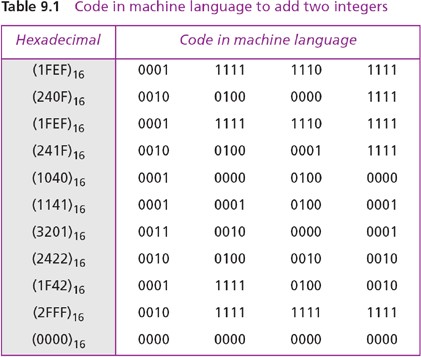 Table 9.1 Code in machine language to add two integers
Hexadecimal Code in machine language
(1FEF)16 0001 1111 1110 1111
(240F)16 0010 0100 0000 1111
(1FEF)16 0001 1111 1110 1111
(241F)16 0010 0100 0001 1111
(1040)16 0001 0000 0100 0000
(1141)16 0001 0001 0100 0001
(3201)16 0011 0010 0000 0001
(2422)16 0010 0100 0010 0010
(1F42)16 0001 1111 0100 0010
(2FFF)16 0010 1111 1111 1111
(0000)16 0000 0000 0000 0000